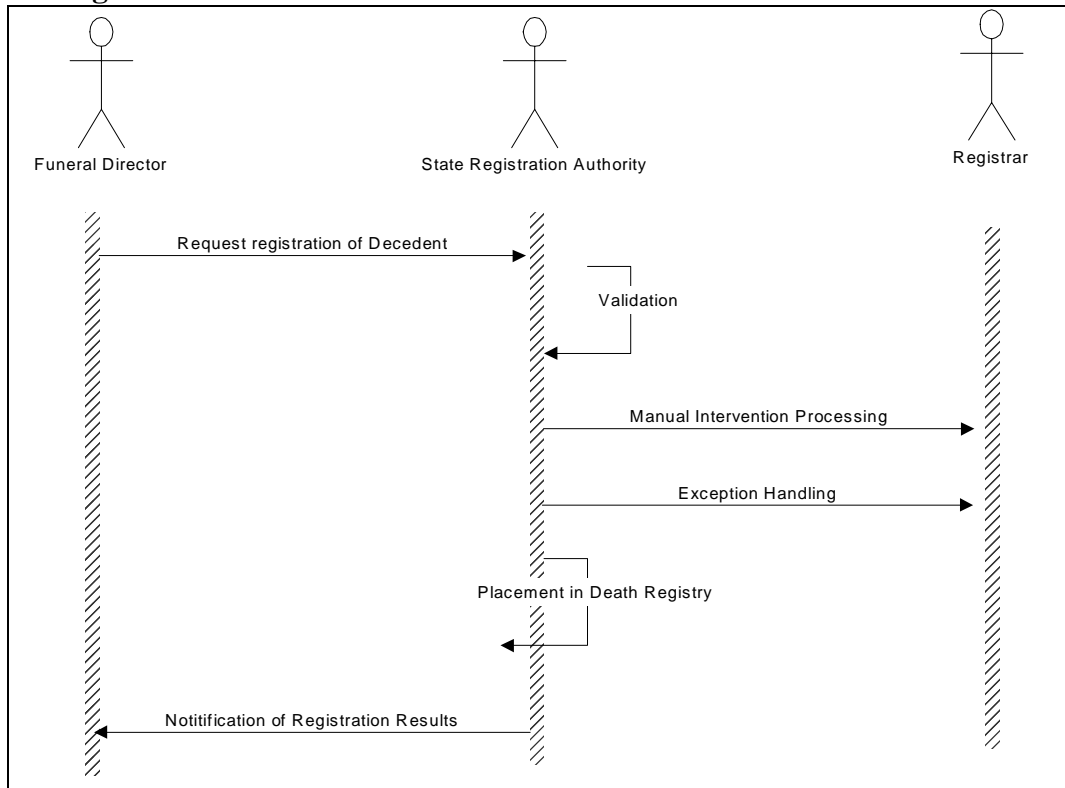 Funeral Director
State Registration Authority
Registrar
Request registration of Decedent
Validation
Manual Intervention Processing
Exception Handling
Placement in Death Registry
Notitification of Registration Results